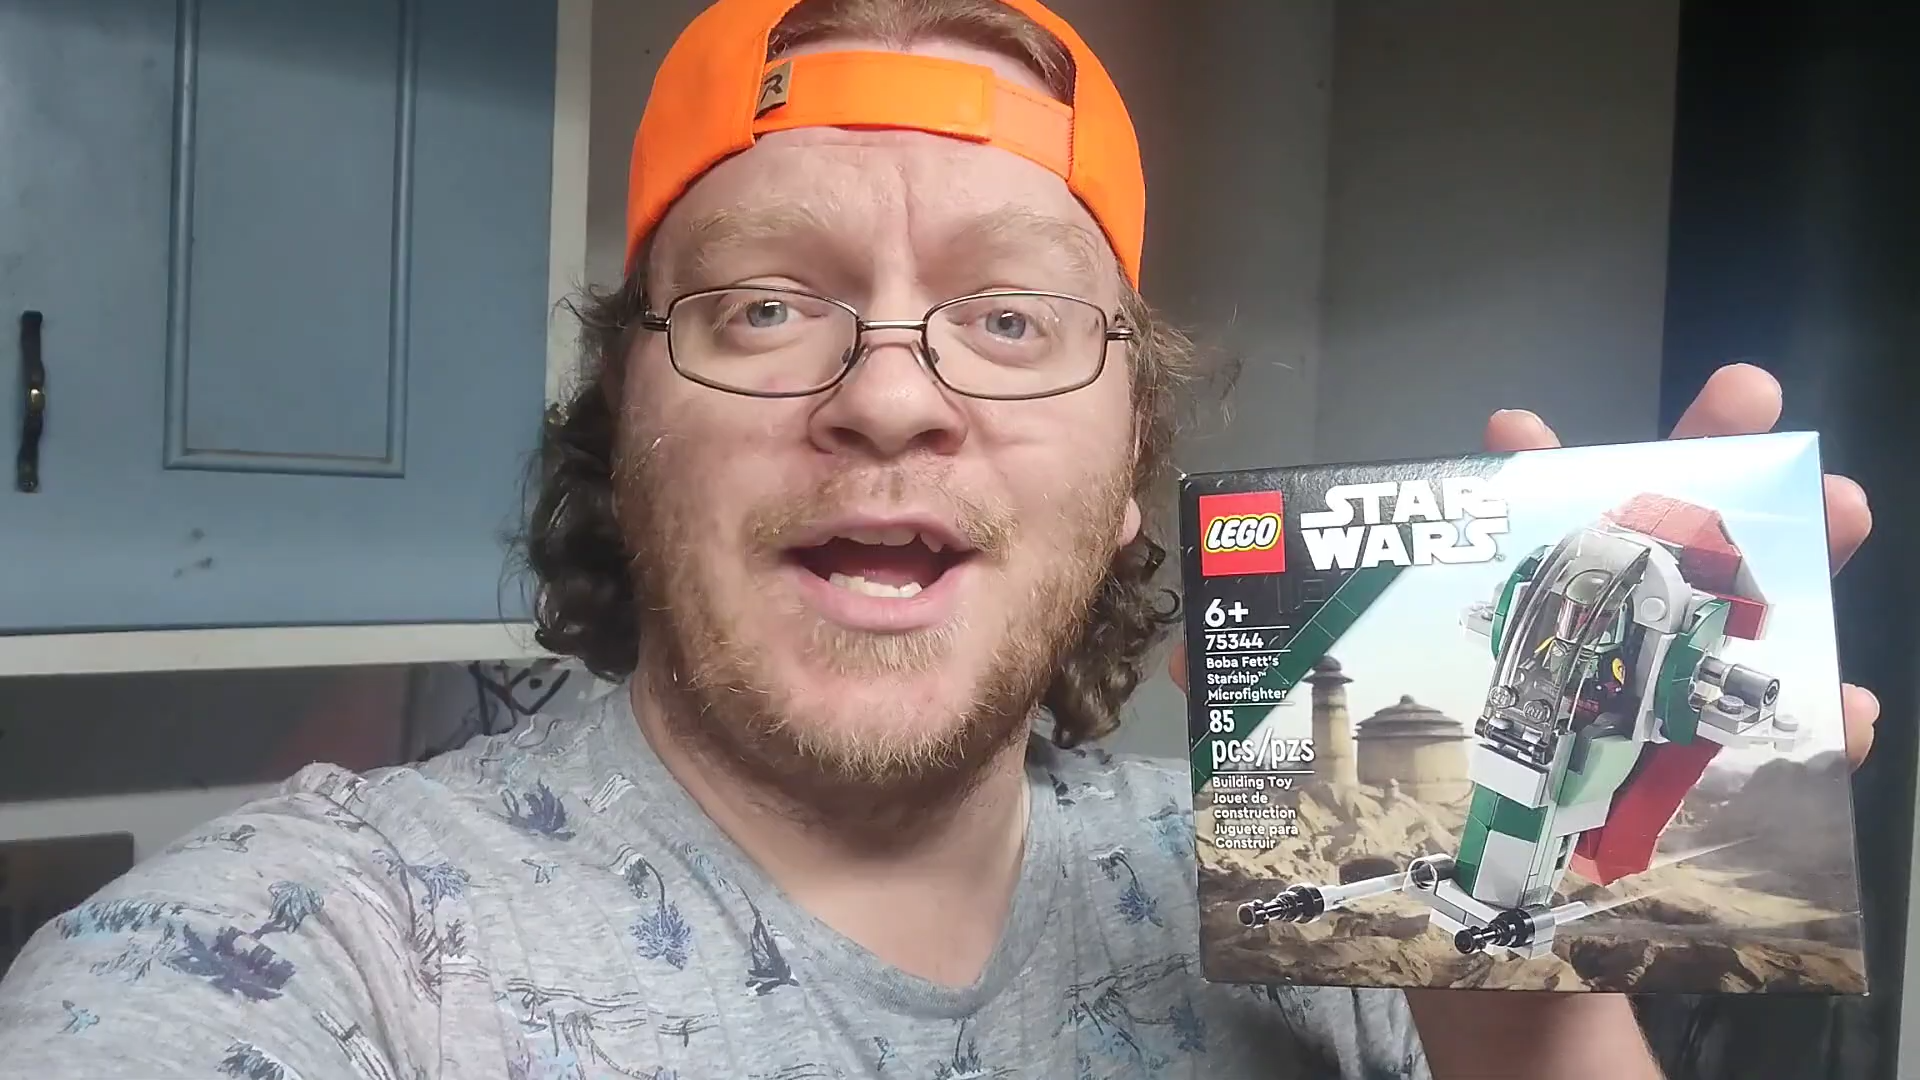 R
LEGO
STAR
WARS
6+
75344
Boba Fett's
Starship™
Microfighter
85
pcs/pzs
Building Toy
Jouet de
construction
Juguete para
Construir